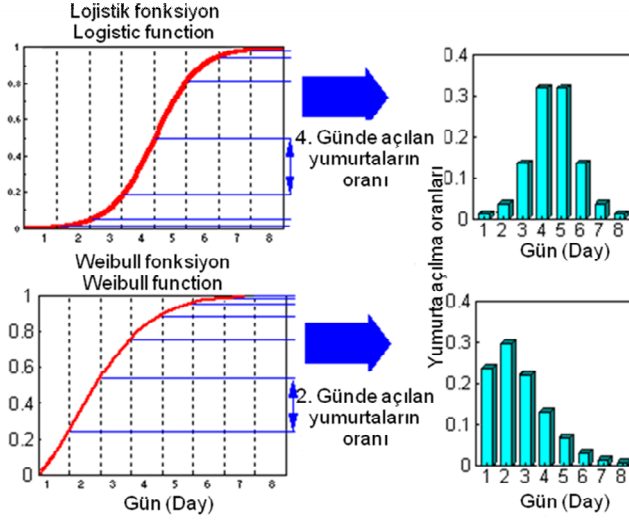 Lojistik fonksiyon
Logistic function
1
0.8
0.6
0.4
0.2
0
1 2 3 4 5 6 7 8
4. Günde açılan
yumurtaların
oranı
0.4
0.3
0.2
0.1
0
1 2 3 4 5 6 7 8
Gün (Day)
Yumurta açılma oranları
Weibull fonksiyon
Weibull function
1
0.8
0.6
0.4
0.2
0
1 2 3 4 5 6 7 8
Gün (Day)
2. Günde açılan
yumurtaların
oranı
0.4
0.3
0.2
0.1
0
1 2 3 4 5 6 7 8
Gün (Day)